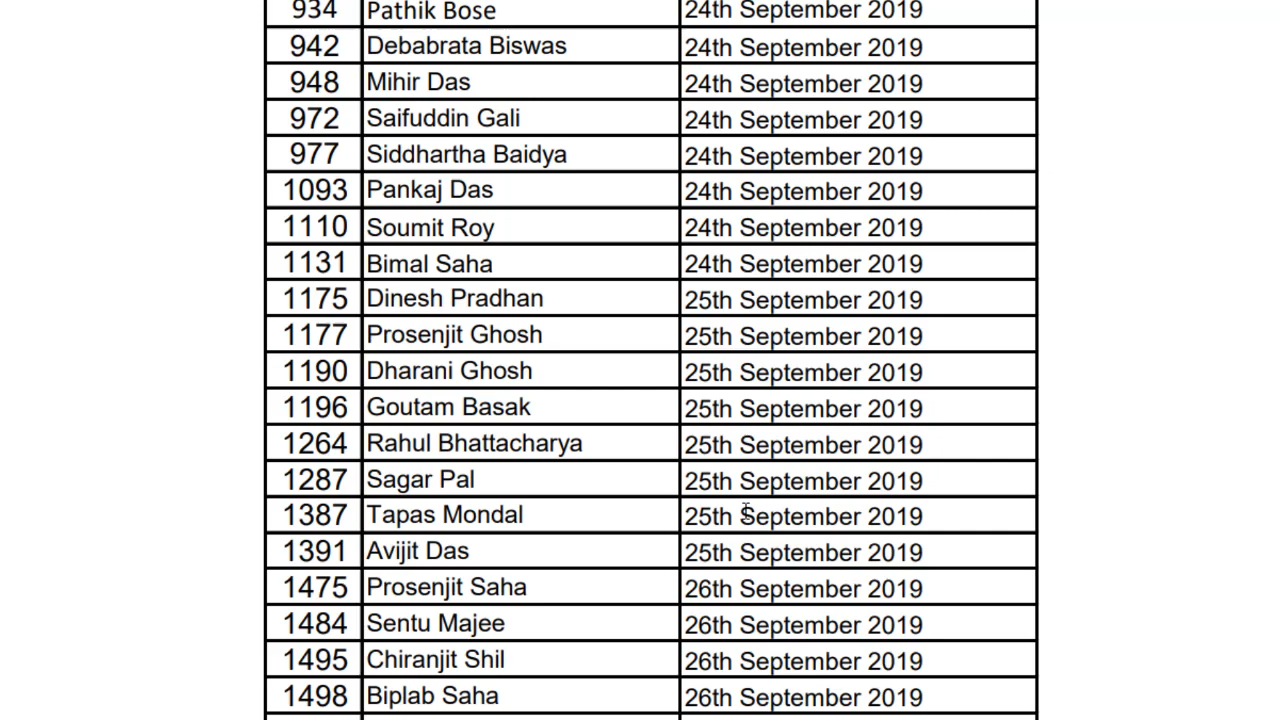 934 Pathik Bose 24th September 2019
942 Debabrata Biswas 24th September 2019
948 Mihir Das 24th September 2019
972 Saifuddin Gali 24th September 2019
977 Siddhartha Baidya 24th September 2019
1093 Pankaj Das 24th September 2019
1110 Soumit Roy 24th September 2019
1131 Bimal Saha 24th September 2019
1175 Dinesh Pradhan 25th September 2019
1177 Prosenjit Ghosh 25th September 2019
1190 Dharani Ghosh 25th September 2019
1196 Goutam Basak 25th September 2019
1264 Rahul Bhattacharya 25th September 2019
1287 Sagar Pal 25th September 2019
1387 Tapas Mondal 25th September 2019
1391 Avijit Das 25th September 2019
1475 Prosenjit Saha 26th September 2019
1484 Sentu Majee 26th September 2019
1495 Chiranjit Shil 26th September 2019
1498 Biplab Saha 26th September 2019